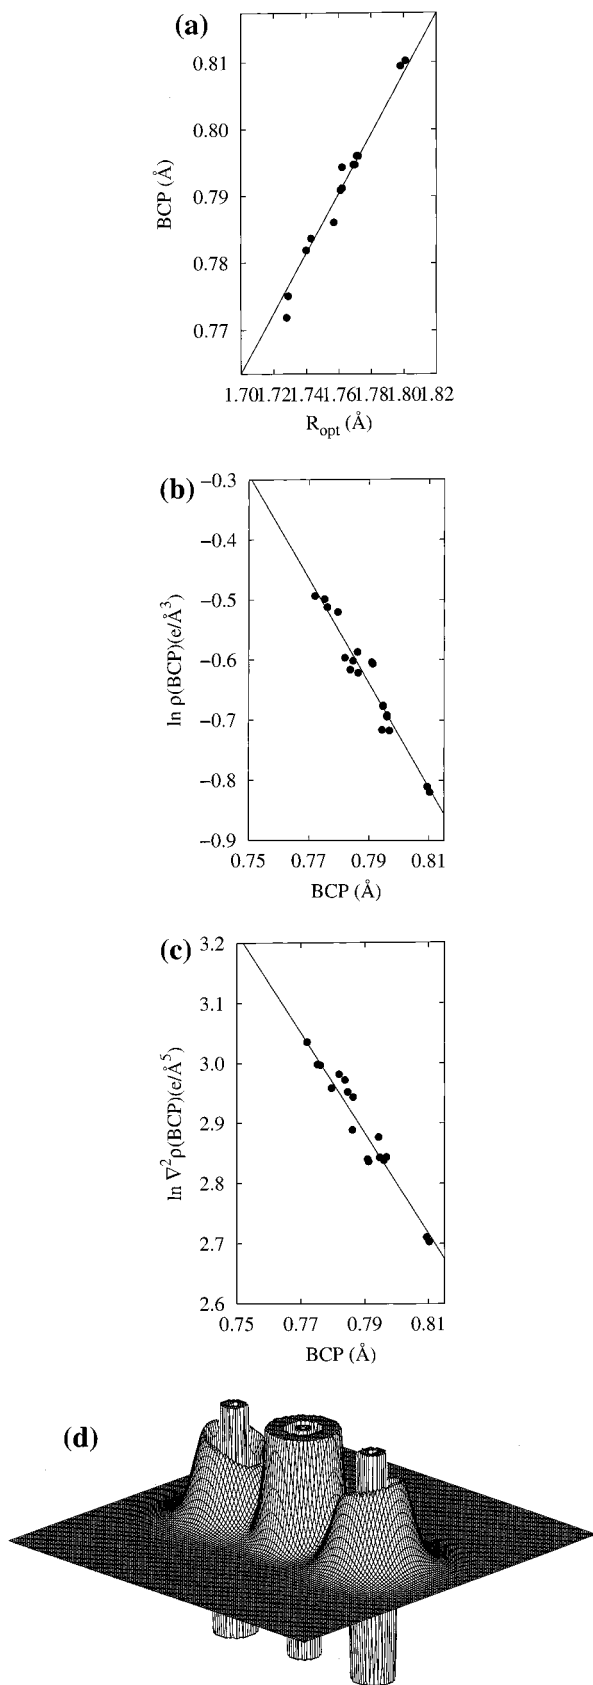 (a)
0.81
0.80
0.79
0.78
0.77
BCP (Å)
1.70 1.72 1.74 1.76 1.78 1.80 1.82
R_opt (Å)
(b)
−0.3
−0.4
−0.5
−0.6
−0.7
−0.8
−0.9
ln ρ(BCP)(e/Å³)
0.75 0.77 0.79 0.81
BCP (Å)
(c)
3.2
3.1
3.0
2.9
2.8
2.7
2.6
ln ∇²ρ(BCP)(e/Å⁵)
0.75 0.77 0.79 0.81
BCP (Å)
(d)